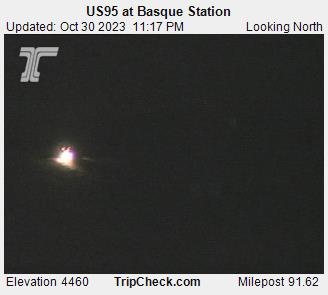 US95 at Basque Station
Updated: Oct 30 2023 11:17 PM Looking North
Elevation 4460 TripCheck.com Milepost 91.62